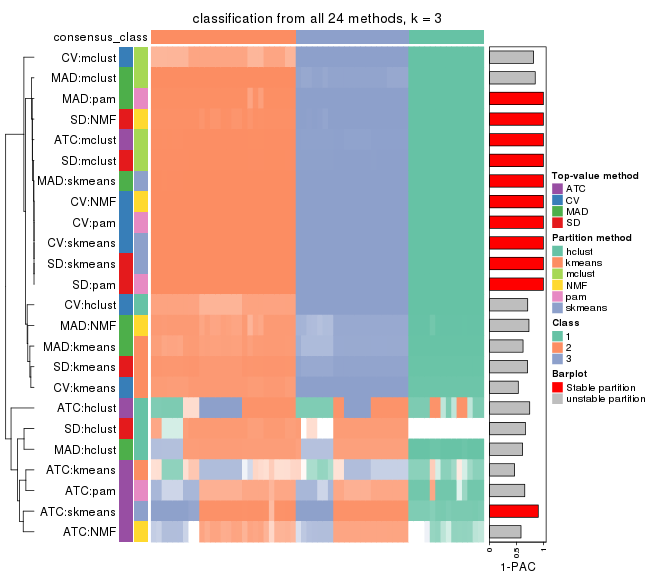 classification from all 24 methods, k = 3
consensus_class
CV:mclust
MAD:mclust
MAD:pam
SD:NMF
ATC:mclust
SD:mclust
MAD:skmeans
CV:NMF
CV:pam
CV:skmeans
SD:skmeans
SD:pam
CV:hclust
MAD:NMF
MAD:kmeans
SD:kmeans
CV:kmeans
ATC:hclust
SD:hclust
MAD:hclust
ATC:kmeans
ATC:pam
ATC:skmeans
ATC:NMF
0
0.5
1
1-PAC
Top-value method
ATC
CV
MAD
SD
Partition method
hclust
kmeans
mclust
NMF
pam
skmeans
Class
1
2
3
Barplot
Stable partition
unstable partition